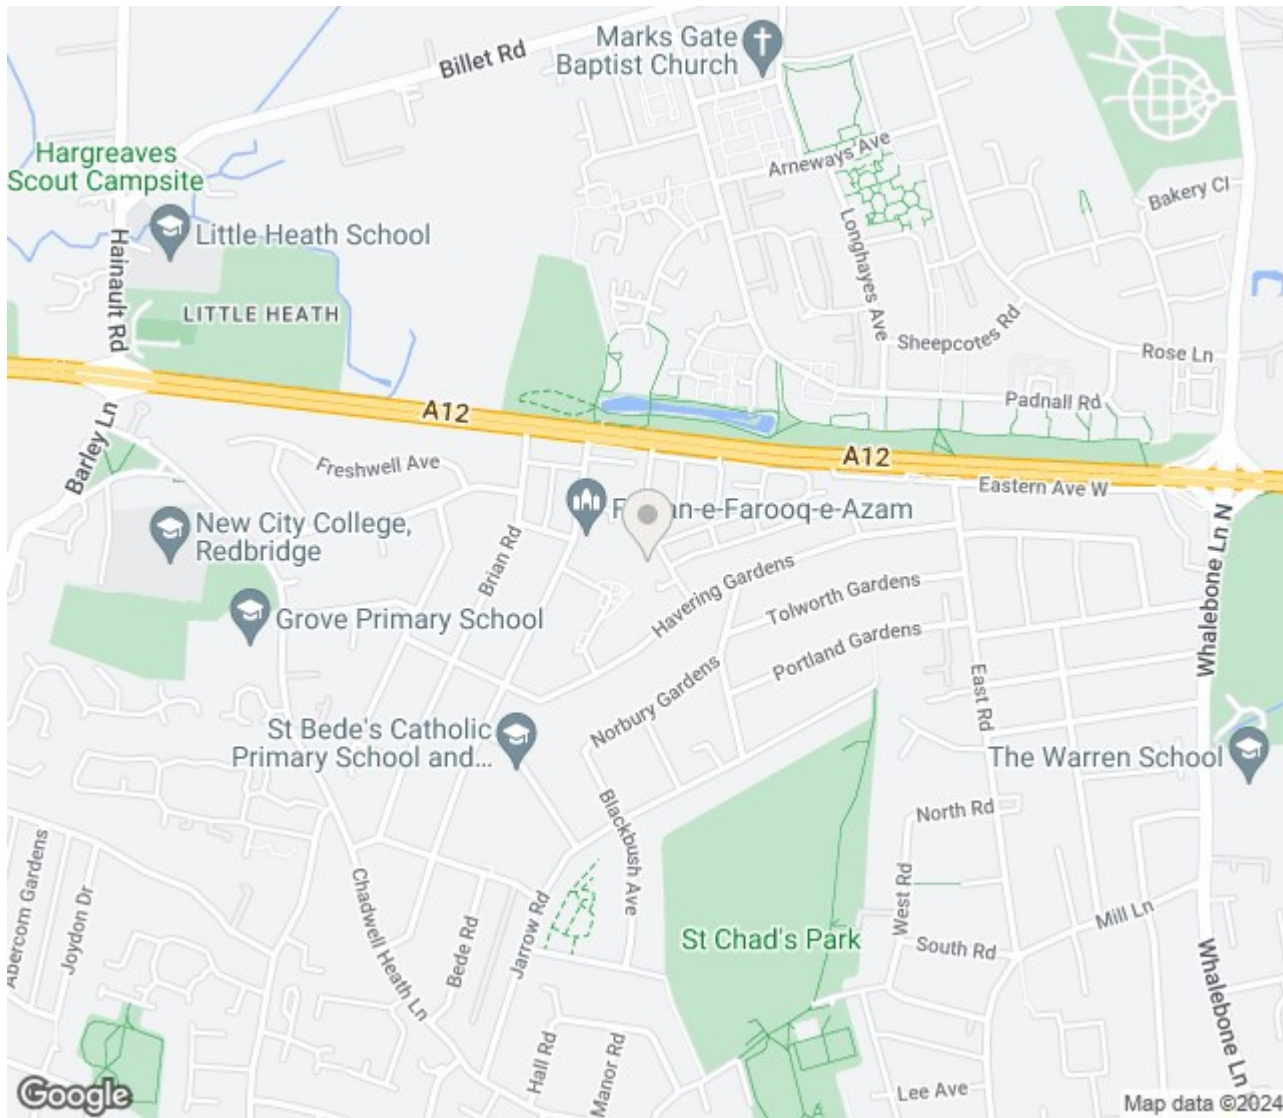 Marks Gate
Baptist Church
Billet Rd
Hargreaves
Scout Campsite
Arneways Ave
Bakery Cl
Little Heath School
Hainault Rd
Longhayes Ave
LITTLE HEATH
Sheepcotes Rd
Rose Ln
Padnall Rd
A12
A12
Barley Ln
Freshwell Ave
Eastern Ave W
New City College,
Redbridge
an-e-Farooq-e-Azam
Brian Rd
Whalebone Ln N
Havering Gardens
Tolworth Gardens
Grove Primary School
Portland Gardens
Norbury Gardens
East Rd
St Bede's Catholic
Primary School and...
The Warren School
Blackbush Ave
North Rd
Abercorn Gardens
Joydon Dr
Chadwell Heath Ln
Bede Rd
Jarrow Rd
West Rd
Mill Ln
St Chad's Park
South Rd
Whalebone Ln
Hall Rd
Manor Rd
Lee Ave
Google
Map data ©2024